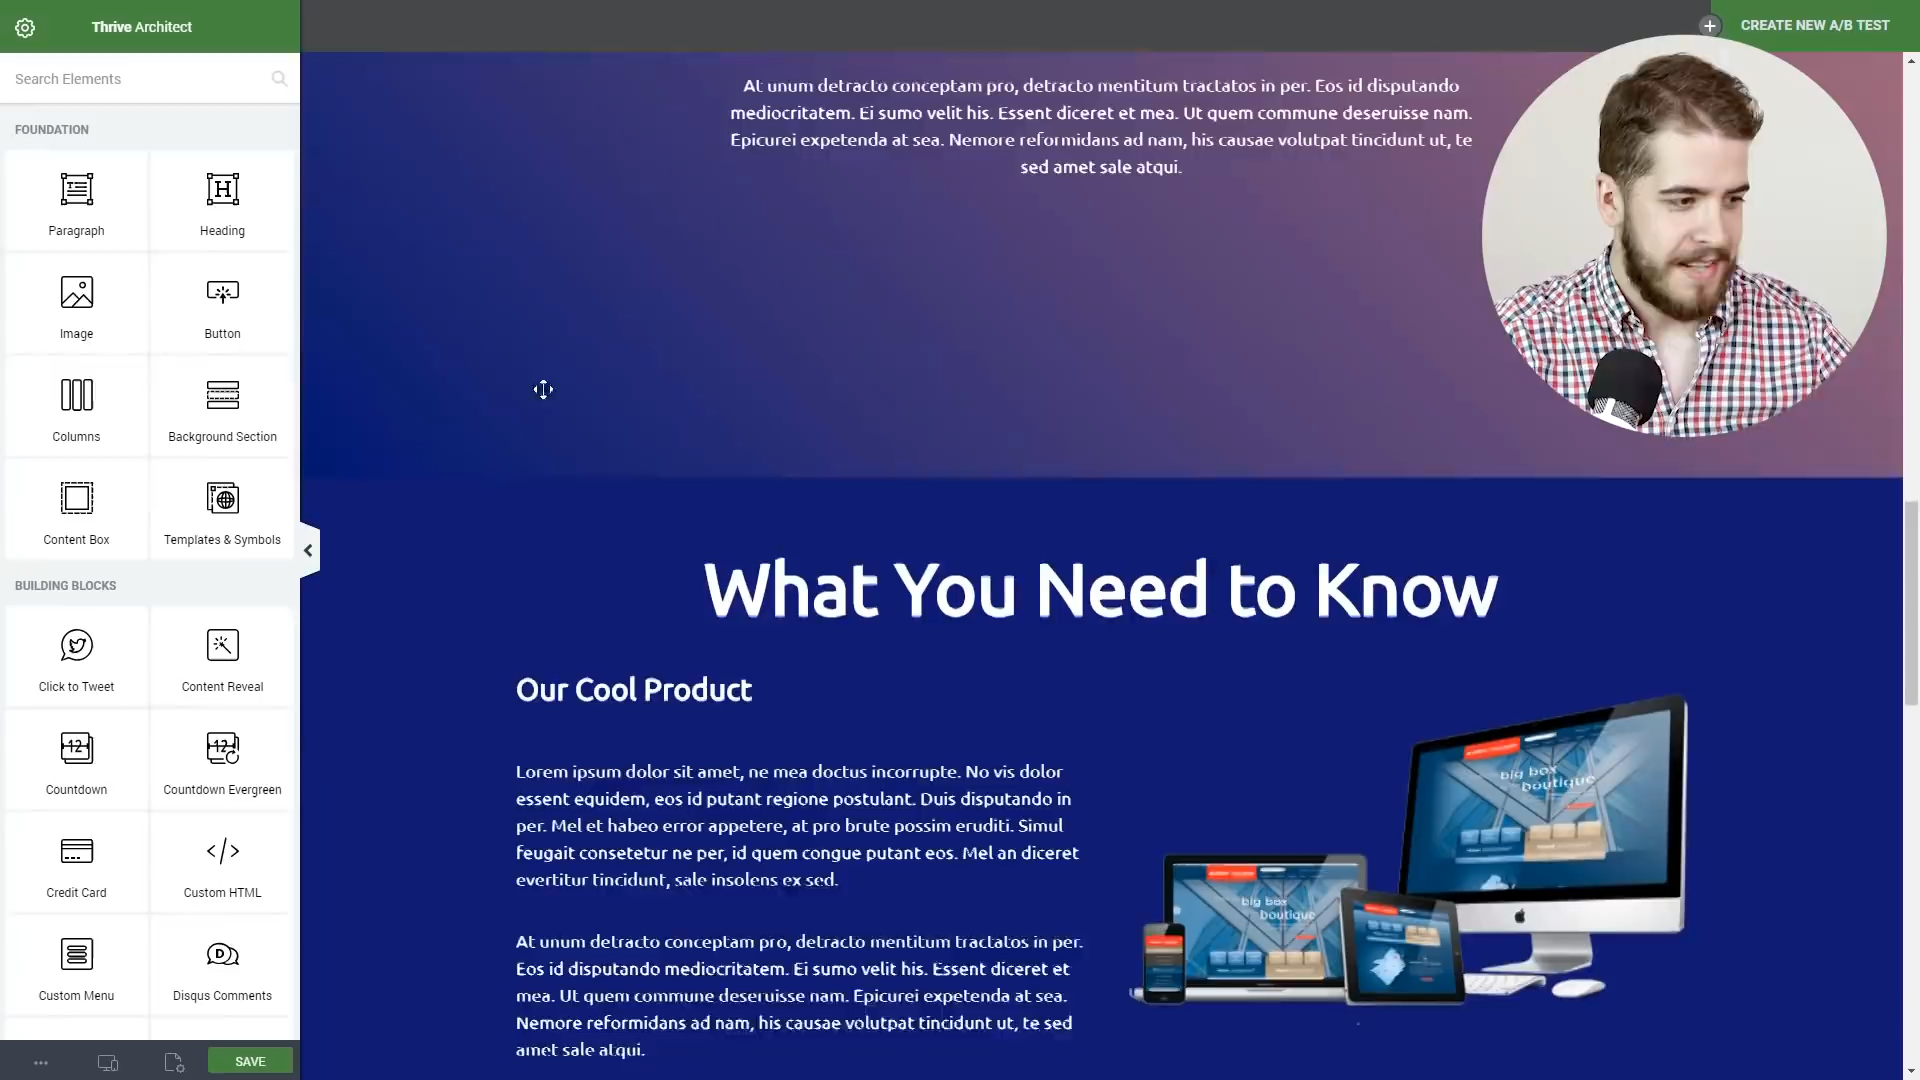 Thrive Architect
CREATE NEW A/B TEST
Search Elements
FOUNDATION
Paragraph
Heading
Image
Button
Columns
Background Section
Content Box
Templates & Symbols
BUILDING BLOCKS
Click to Tweet
Content Reveal
Countdown
Countdown Evergreen
Credit Card
Custom HTML
Custom Menu
Disqus Comments
SAVE
At unum detracto conceptam pro, detracto mentitum tractatos in per. Eos id disputando
mediocritatem. Ei sumo velit his. Essent diceret et mea. Ut quem commune deseruisse nam.
Epicurei expetenda at sea. Nemore reformidans ad nam, his causae volutpat tincidunt ut, te
sed amet sale atqui.
What You Need to Know
Our Cool Product
Lorem ipsum dolor sit amet, ne mea doctus incorrupte. No vis dolor
essent equidem, eos id putant regione postulant. Duis disputando in
per. Mel et habeo error appetere, at pro brute possim eruditi. Simul
feugait consetetur ne per, id quem congue putant eos. Mel an diceret
evertitur tincidunt, sale insolens ex sed.
At unum detracto conceptam pro, detracto mentitum tractatos in per.
Eos id disputando mediocritatem. Ei sumo velit his. Essent diceret et
mea. Ut quem commune deseruisse nam. Epicurei expetenda at sea.
Nemore reformidans ad nam, his causae volutpat tincidunt ut, te sed
amet sale atqui.
big box
boutique
big box
boutique